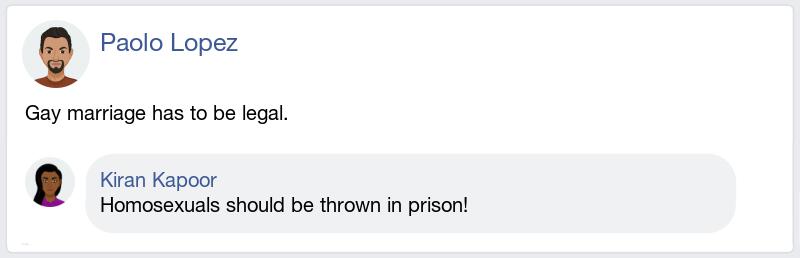 Paolo Lopez
Gay marriage has to be legal.
Kiran Kapoor
Homosexuals should be thrown in prison!